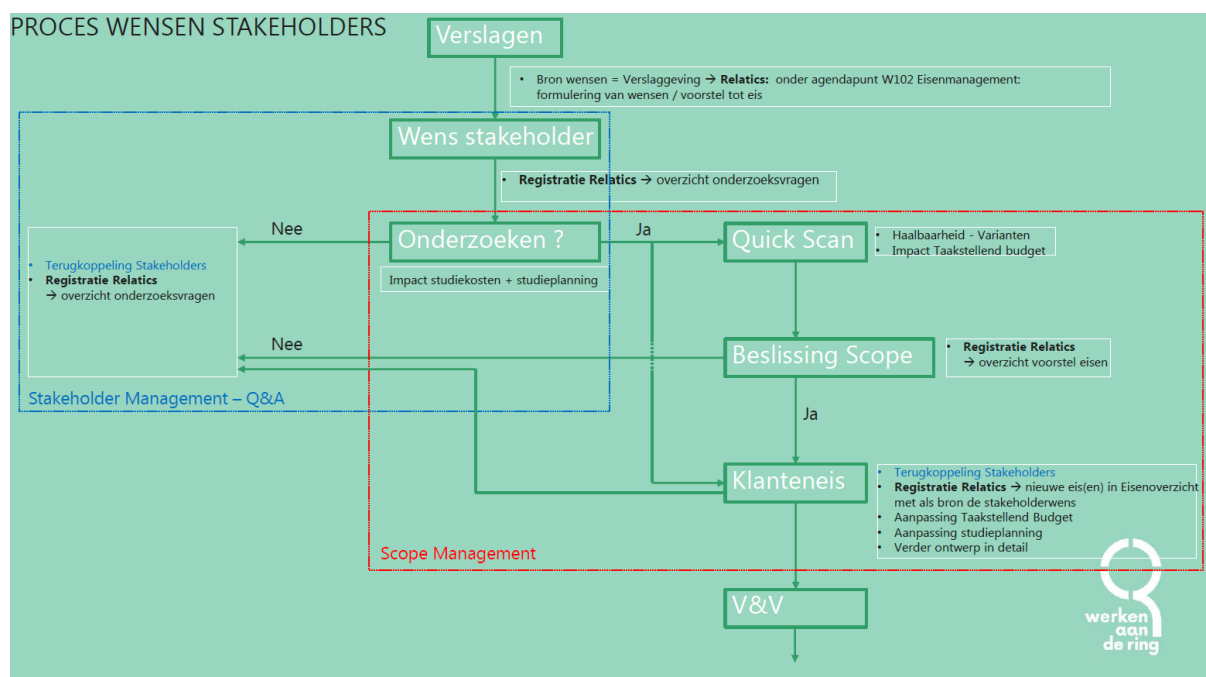 PROCES WENSEN STAKEHOLDERS
Verslagen
• Bron wensen = Verslaggeving → Relatics: onder agendapunt W102 Eisenmanagement:
formulering van wensen / voorstel tot eis
Wens stakeholder
• Registratie Relatics → overzicht onderzoeksvragen
Nee
Onderzoeken ?
Ja
Quick Scan
• Haalbaarheid - Varianten
• Impact Taakstellend budget
Impact studiekosten + studieplanning
• Terugkoppeling Stakeholders
• Registratie Relatics
→ overzicht onderzoeksvragen
Nee
Beslissing Scope
• Registratie Relatics
→ overzicht voorstel eisen
Stakeholder Management – Q&A
Ja
Klanteneis
• Terugkoppeling Stakeholders
• Registratie Relatics → nieuwe eis(en) in Eisenoverzicht
met als bron de stakeholderwens
• Aanpassing Taakstellend Budget
• Aanpassing studieplanning
• Verder ontwerp in detail
Scope Management
V&V
werken
aan
de ring